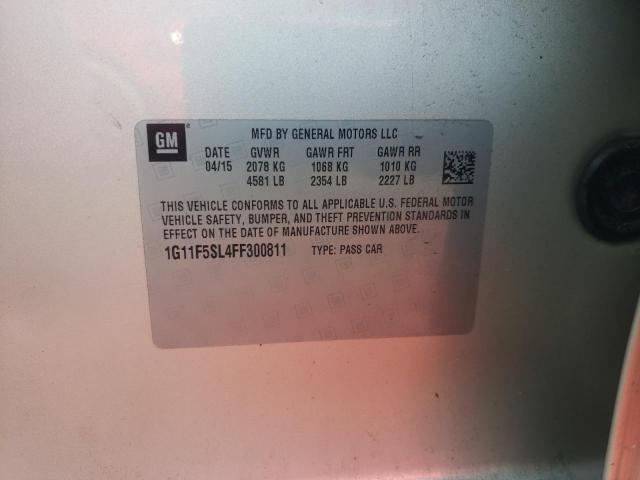 GM
MFD BY GENERAL MOTORS LLC
DATE GVWR GAWR FRT GAWR RR
04/15 2078 KG 1068 KG 1010 KG
4581 LB 2354 LB 2227 LB
THIS VEHICLE CONFORMS TO ALL APPLICABLE U.S. FEDERAL MOTOR
VEHICLE SAFETY, BUMPER, AND THEFT PREVENTION STANDARDS IN
EFFECT ON THE DATE OF MANUFACTURE SHOWN ABOVE.
1G11F5SL4FF300811 TYPE: PASS CAR